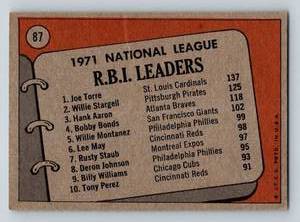 87
1971 NATIONAL LEAGUE
R.B.I. LEADERS
1. Joe Torre St. Louis Cardinals 137
2. Willie Stargell Pittsburgh Pirates 125
3. Hank Aaron Atlanta Braves 118
4. Bobby Bonds San Francisco Giants 102
5. Willie Montanez Philadelphia Phillies 99
6. Lee May Cincinnati Reds 98
7. Rusty Staub Montreal Expos 97
8. Deron Johnson Philadelphia Phillies 95
9. Billy Williams Chicago Cubs 93
10. Tony Perez Cincinnati Reds 91
© T.C.G. PRTD. IN U.S.A.